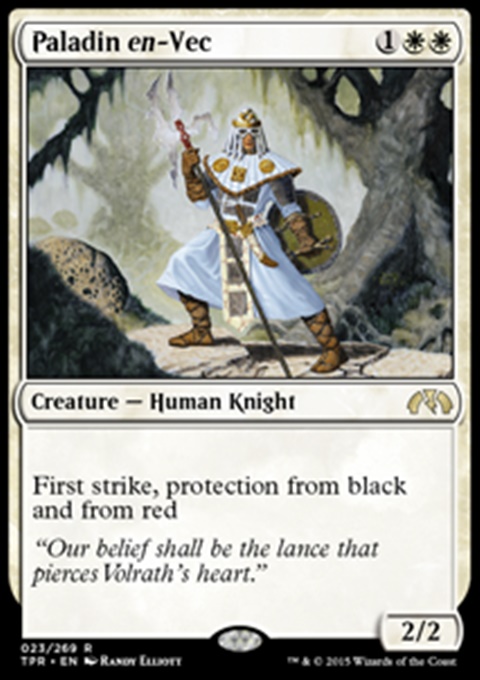 Paladin en-Vec 1
Creature — Human Knight
First strike, protection from black
and from red
“Our belief shall be the lance that
pierces Volrath’s heart.”
2/2
023/269 R
TPR • EN Randy Elliott ™ & © 2015 Wizards of the Coast